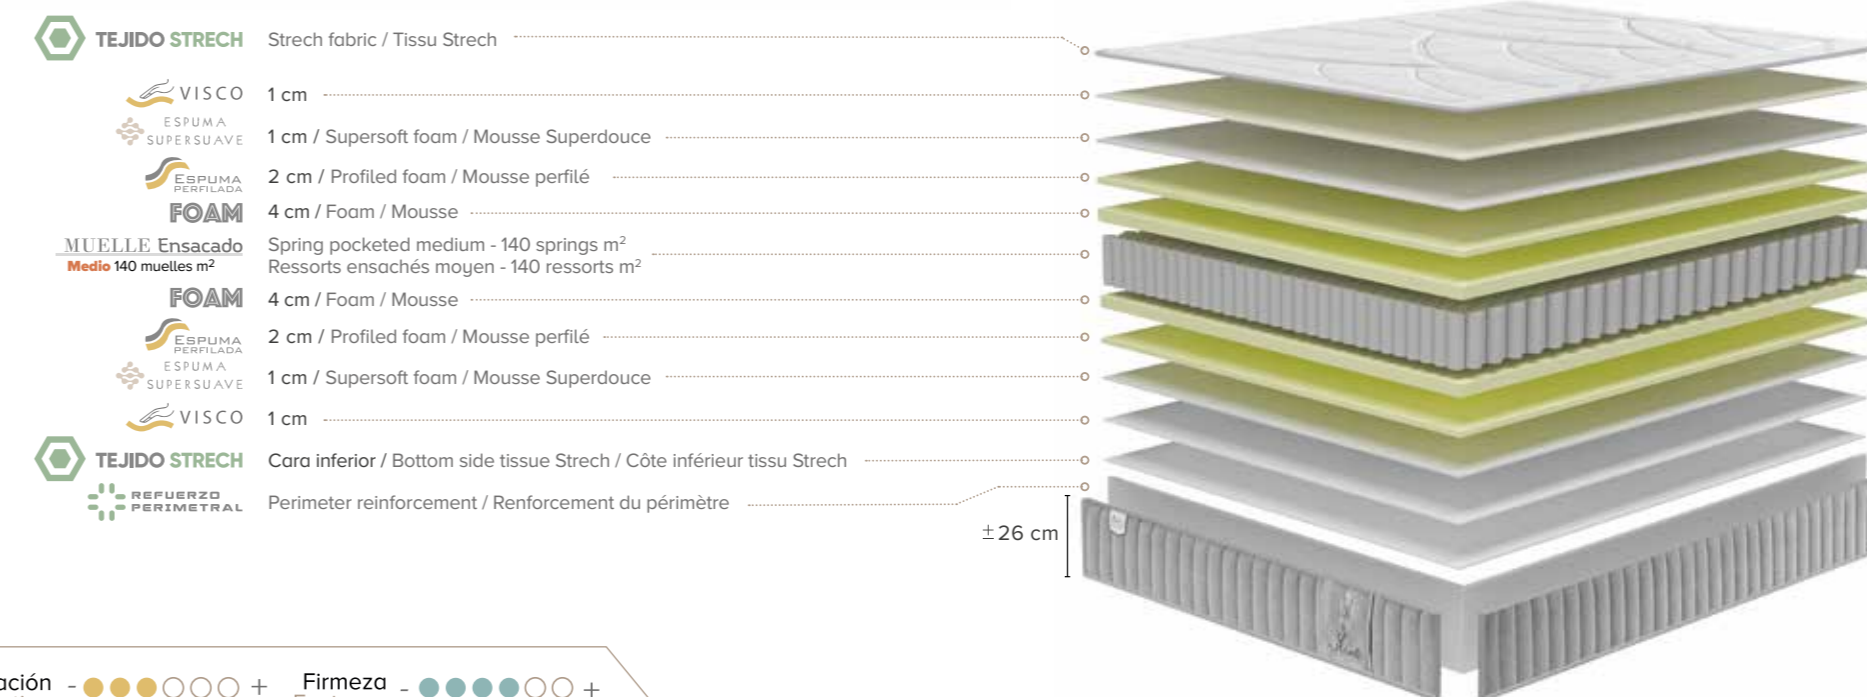 TEJIDO STRECH Strech fabric / Tissu Strech
VISCO 1 cm
ESPUMA
SUPERSUAVE 1 cm / Supersoft foam / Mousse Superdouce
ESPUMA
PERFILADA 2 cm / Profiled foam / Mousse perfilé
FOAM 4 cm / Foam / Mousse
MUELLE Ensacado Spring pocketed medium - 140 springs m²
Medio 140 muelles m² Ressorts ensachés moyen - 140 ressorts m²
FOAM 4 cm / Foam / Mousse
ESPUMA
PERFILADA 2 cm / Profiled foam / Mousse perfilé
ESPUMA
SUPERSUAVE 1 cm / Supersoft foam / Mousse Superdouce
VISCO 1 cm
TEJIDO STRECH Cara inferior / Bottom side tissue Strech / Côte inférieur tissu Strech
REFUERZO
PERIMETRAL Perimeter reinforcement / Renforcement du périmètre
±26 cm
ación - + Firmeza - +